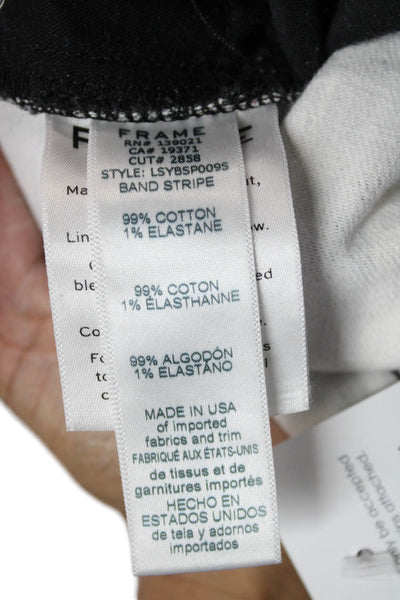 FRAME
RN# 139021
CA# 19371
CUT# 2858
STYLE: LSYBSP009S
BAND STRIPE
99% COTTON
1% ELASTANE
99% COTON
1% ÉLASTHANNE
99% ALGODÓN
1% ELASTANO
MADE IN USA
of imported
fabrics and trim
FABRIQUÉ AUX ÉTATS-UNIS
de tissus et de
garnitures importés
HECHO EN
ESTADOS UNIDOS
de tela y adornos
importados